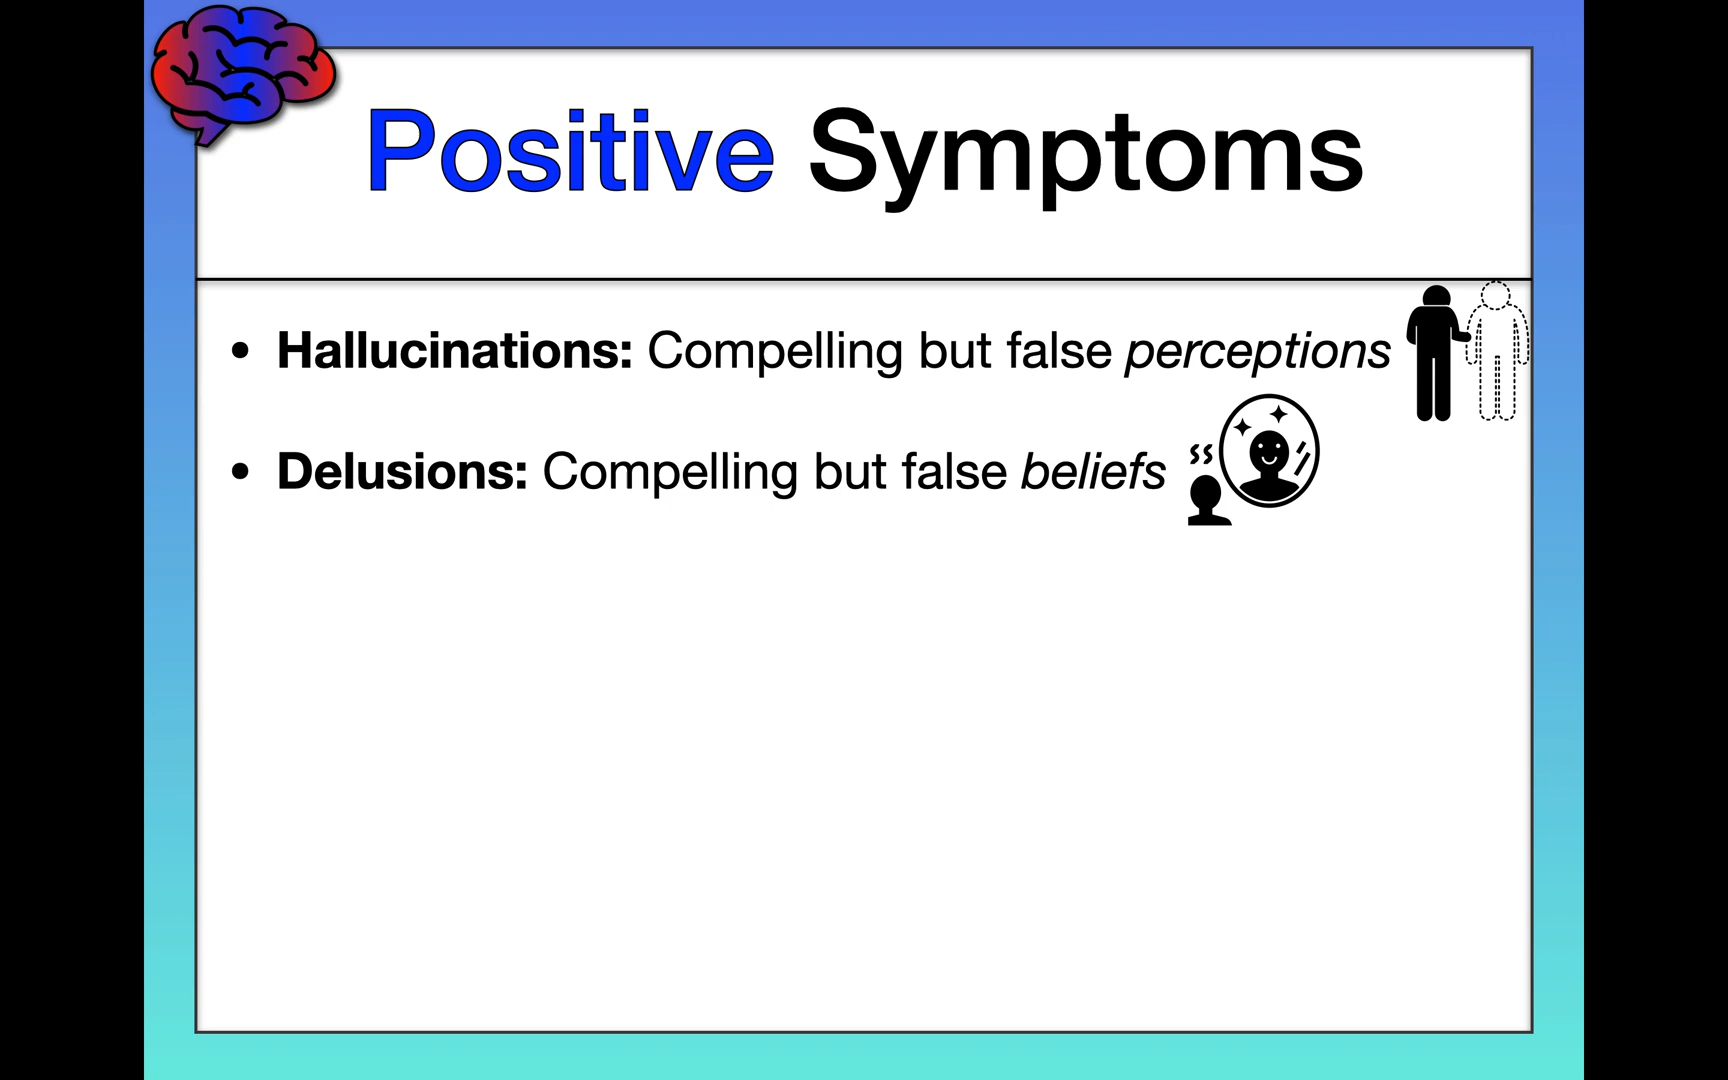 Positive Symptoms
• Hallucinations: Compelling but false perceptions
• Delusions: Compelling but false beliefs